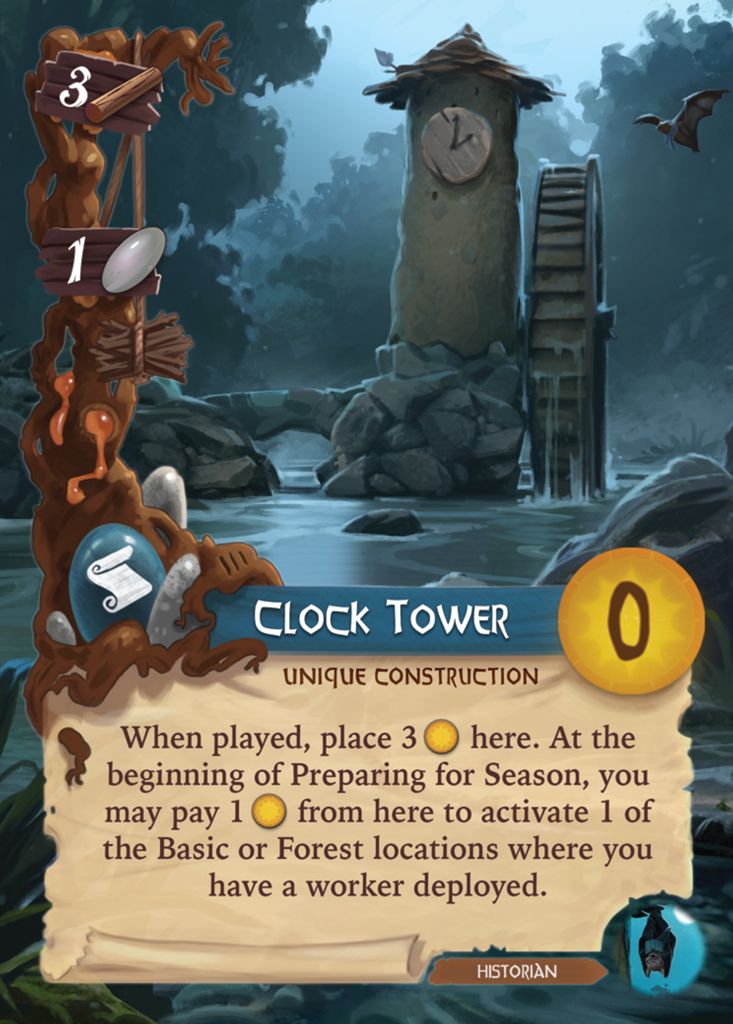 3
1
CLOCK TOWER
0
UNIQUE CONSTRUCTION
When played, place 3 here. At the
beginning of Preparing for Season, you
may pay 1 from here to activate 1 of
the Basic or Forest locations where you
have a worker deployed.
HISTORIAN